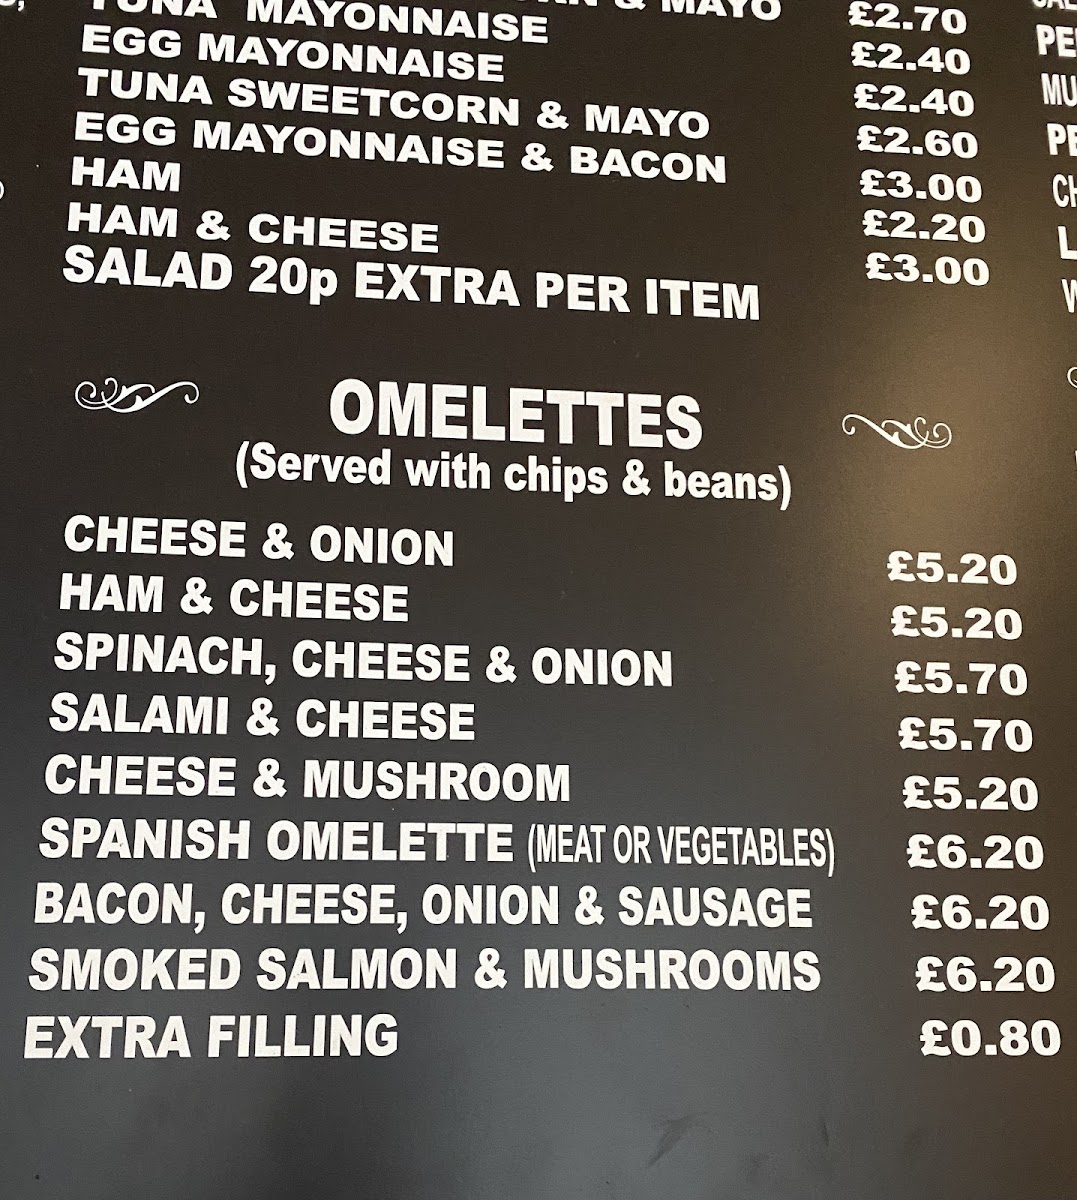 & MAYO £2.70
TUNA MAYONNAISE £2.40
EGG MAYONNAISE £2.40
TUNA SWEETCORN & MAYO £2.60
EGG MAYONNAISE & BACON £3.00
HAM £2.20
HAM & CHEESE £3.00
SALAD 20p EXTRA PER ITEM
OMELETTES
(Served with chips & beans)
CHEESE & ONION £5.20
HAM & CHEESE £5.20
SPINACH, CHEESE & ONION £5.70
SALAMI & CHEESE £5.70
CHEESE & MUSHROOM £5.20
SPANISH OMELETTE (MEAT OR VEGETABLES) £6.20
BACON, CHEESE, ONION & SAUSAGE £6.20
SMOKED SALMON & MUSHROOMS £6.20
EXTRA FILLING £0.80